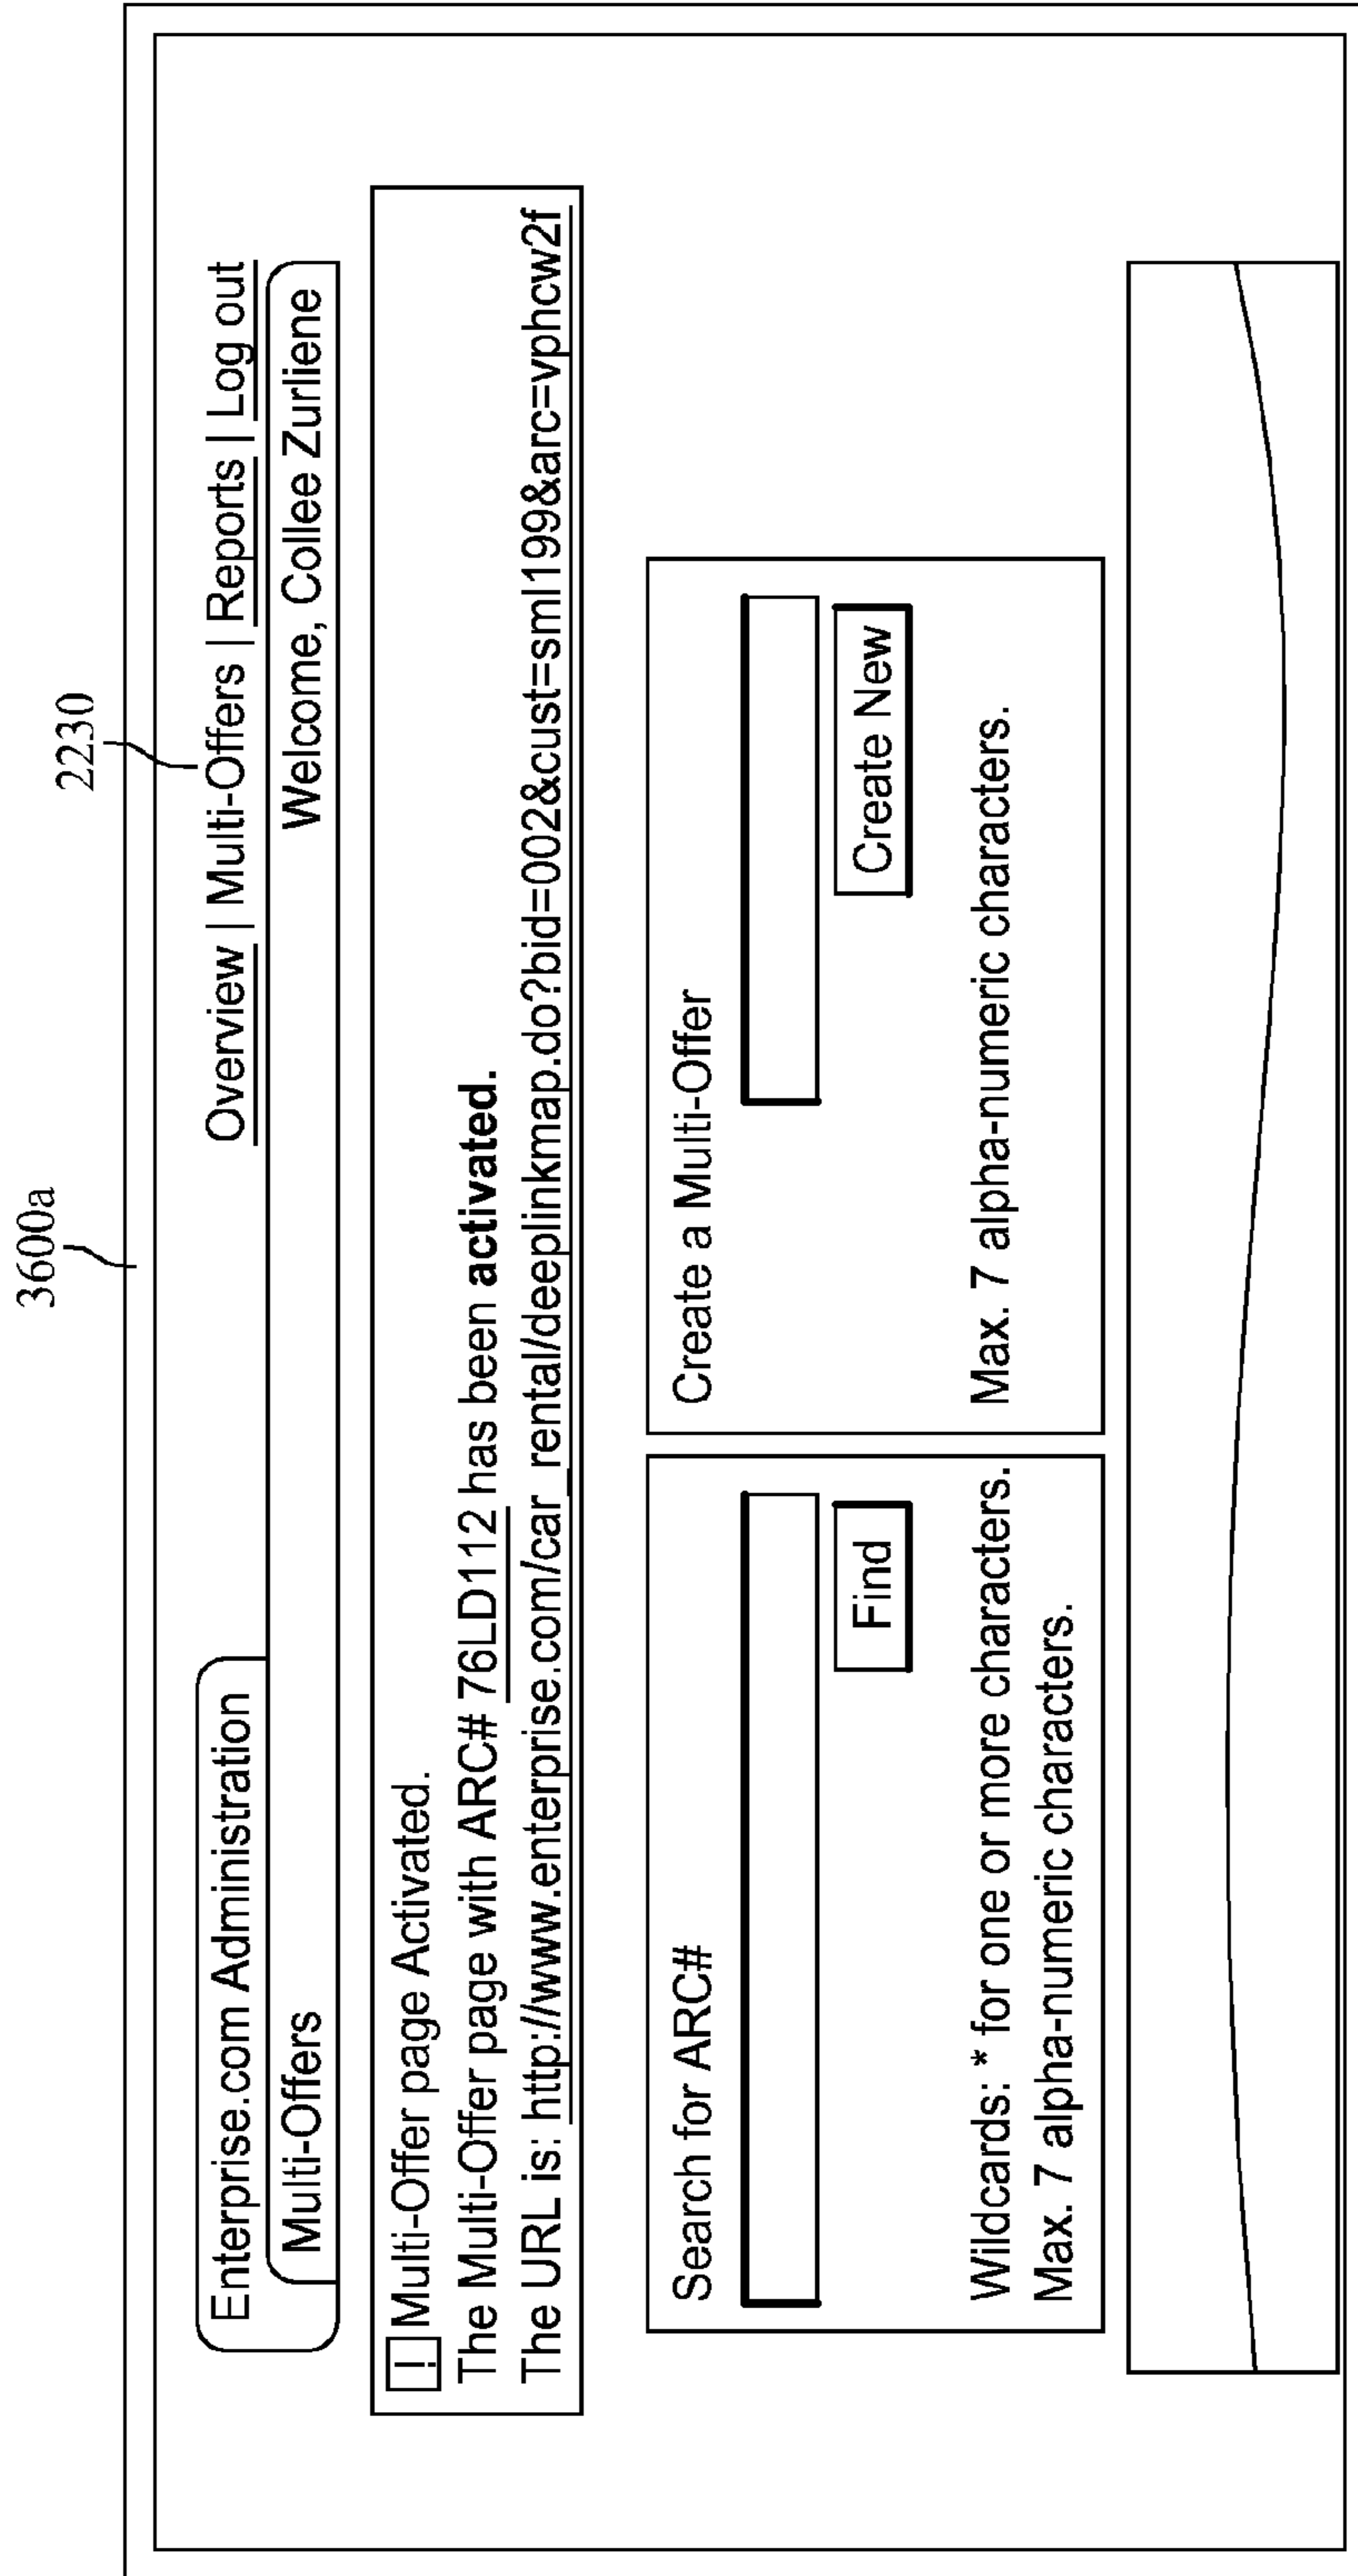 3600a
2230
Enterprise.com Administration
Overview | Multi-Offers | Reports | Log out
Multi-Offers
Welcome, Collee Zurliene
! Multi-Offer page Activated.
The Multi-Offer page with ARC# 76LD112 has been activated.
The URL is: http://www.enterprise.com/car_rental/deeplinkmap.do?bid=002&cust=sml199&arc=vphcw2f
Search for ARC#
Find
Wildcards: * for one or more characters.
Max. 7 alpha-numeric characters.
Create a Multi-Offer
Create New
Max. 7 alpha-numeric characters.